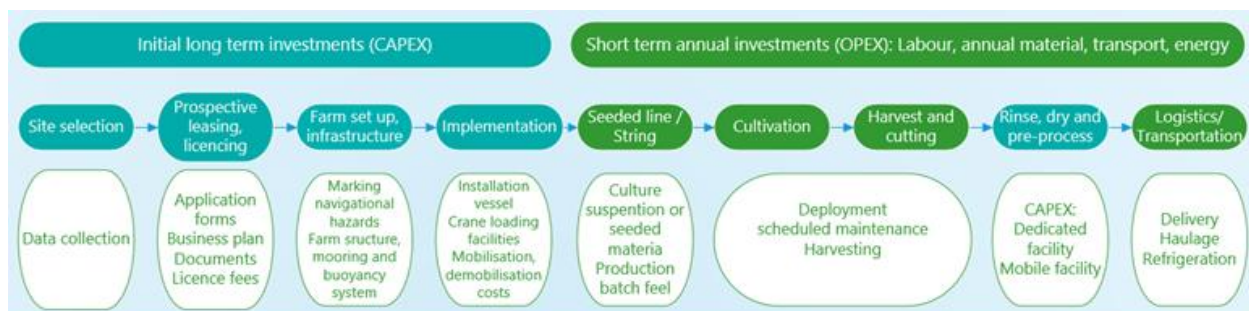 Initial long term investments (CAPEX)
Short term annual investments (OPEX): Labour, annual material, transport, energy
Site selection
Prospective
leasing,
licencing
Farm set up,
infrastructure
Implementation
Seeded line /
String
Cultivation
Harvest and
cutting
Rinse, dry and
pre-process
Logistics/
Transportation
Data collection
Application
forms
Business plan
Documents
Licence fees
Marking
navigational
hazards
Farm sructure,
mooring and
buoyancy
system
Installation
vessel
Crane loading
facilities
Mobilisation,
demobilisation
costs
Culture
suspention or
seeded
materia
Production
batch feel
Deployment
scheduled maintenance
Harvesting
CAPEX:
Dedicated
facility
Mobile facility
Delivery
Haulage
Refrigeration